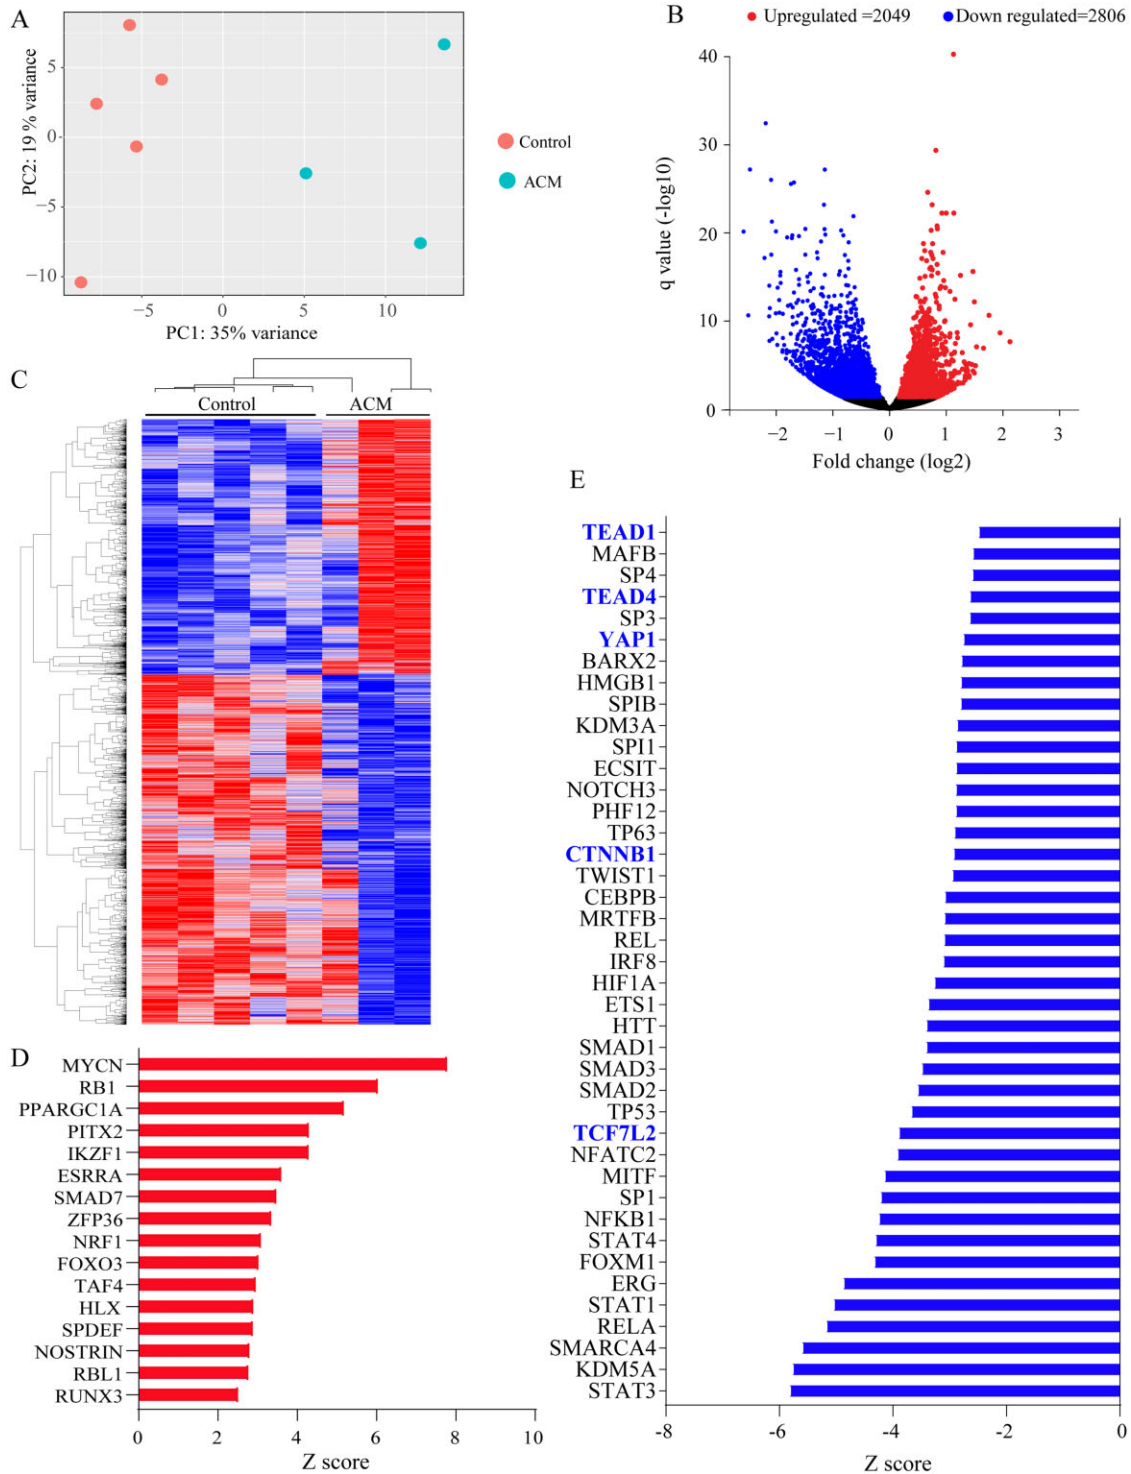 A
PC2: 19 % variance
5
0
−5
−10
−5
0
5
10
PC1: 35% variance
Control
ACM
B
Upregulated =2049
Down regulated=2806
q value (-log10)
40
30
20
10
0
−2
−1
0
1
2
3
Fold change (log2)
C
Control
ACM
D
MYCN
RB1
PPARGC1A
PITX2
IKZF1
ESRRA
SMAD7
ZFP36
NRF1
FOXO3
TAF4
HLX
SPDEF
NOSTRIN
RBL1
RUNX3
0
2
4
6
8
10
Z score
E
TEAD1
MAFB
SP4
TEAD4
SP3
YAP1
BARX2
HMGB1
SPIB
KDM3A
SPI1
ECSIT
NOTCH3
PHF12
TP63
CTNNB1
TWIST1
CEBPB
MRTFB
REL
IRF8
HIF1A
ETS1
HTT
SMAD1
SMAD3
SMAD2
TP53
TCF7L2
NFATC2
MITF
SP1
NFKB1
STAT4
FOXM1
ERG
STAT1
RELA
SMARCA4
KDM5A
STAT3
-8
-6
-4
-2
0
Z score